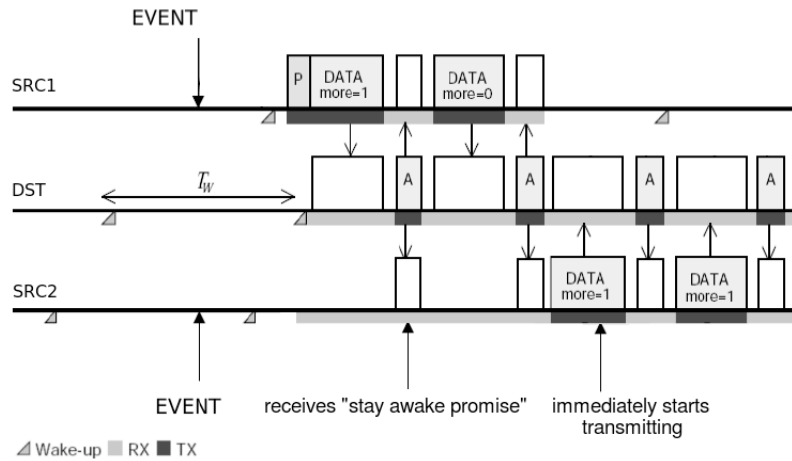 EVENT
SRC1
P
DATA
more=1
DATA
more=0
DST
T_W
A
A
A
A
SRC2
DATA
more=1
DATA
more=1
EVENT
receives "stay awake promise"
immediately starts
transmitting
Wake-up RX TX